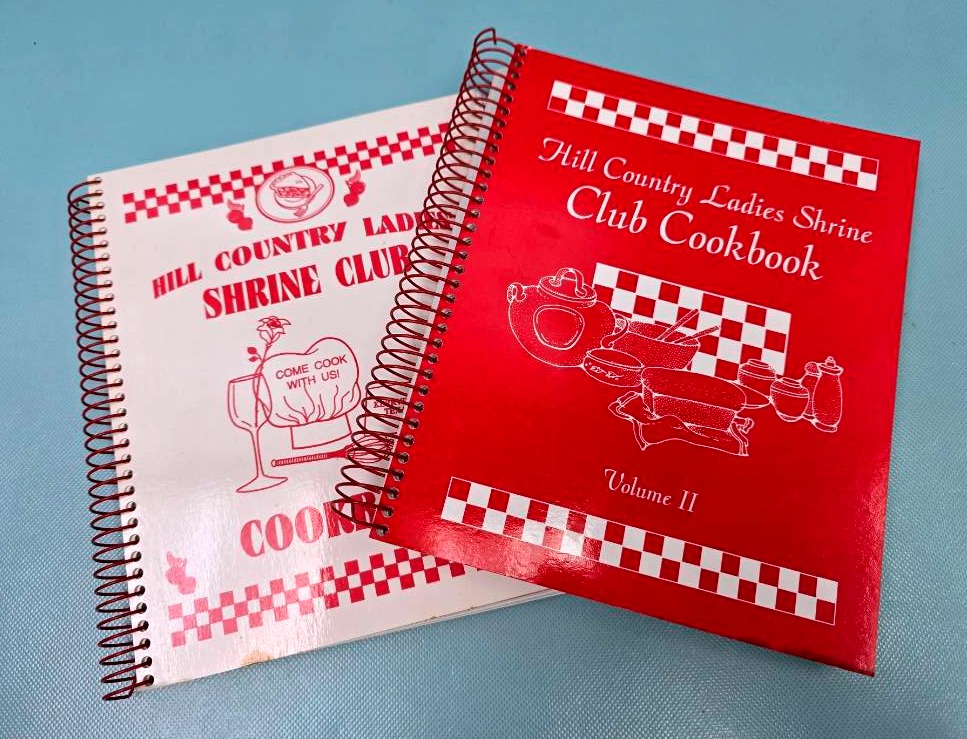 HILL COUNTRY LADIES
SHRINE CLUB
COME COOK
WITH US!
Hill Country Ladies Shrine
Club Cookbook
Volume II